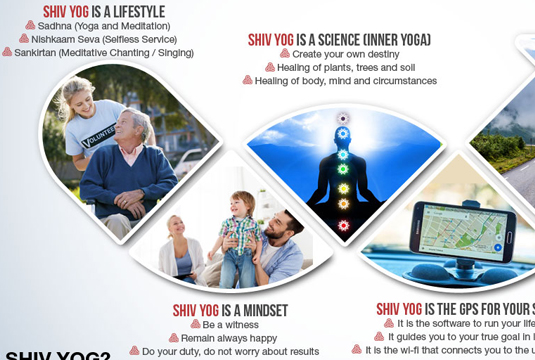 SHIV YOG IS A LIFESTYLE
Sadhna (Yoga and Meditation)
Nishkaam Seva (Selfless Service)
Sankirtan (Meditative Chanting / Singing)
SHIV YOG IS A SCIENCE (INNER YOGA)
Create your own destiny
Healing of plants, trees and soil
Healing of body, mind and circumstances
VOLUNTEER
SHIV YOG IS A MINDSET
Be a witness
Remain always happy
Do your duty, do not worry about results
SHIV YOG IS THE GPS FOR YOUR S
It is the software to run your life
It guides you to your true goal in l
It is the wi-fi that connects you to the u
SHIV YOG?